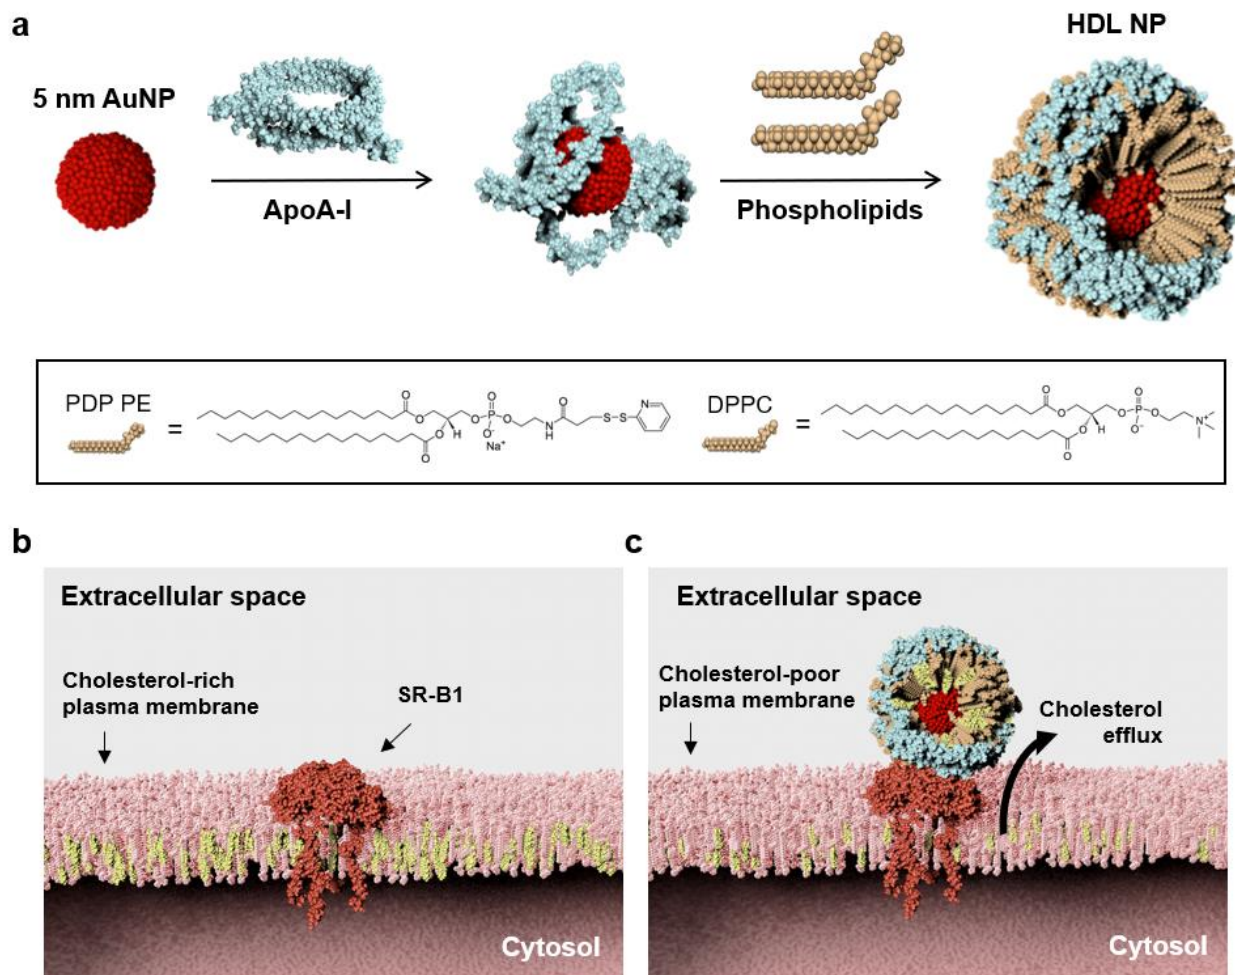 a
HDL NP
5 nm AuNP
ApoA-I
Phospholipids
PDP PE
=
O
O
O
O
O
P
O
O⁻
Na⁺
H
N
H
O
S
S
N
DPPC
=
O
O
O
O
O
P
O
O⁻
H
N⁺
b
Extracellular space
Cholesterol-rich
plasma membrane
SR-B1
Cytosol
c
Extracellular space
Cholesterol-poor
plasma membrane
Cholesterol
efflux
Cytosol